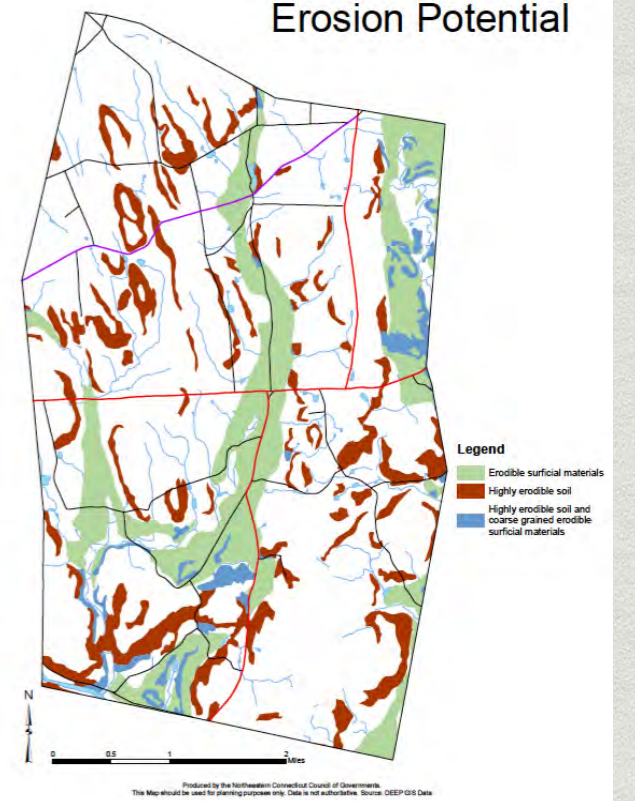 Erosion Potential
Legend
Erodible surficial materials
Highly erodible soil
Highly erodible soil and
coarse grained erodible
surficial materials
N
0 0.5 1 2
Miles
Produced by the Northeastern Connecticut Council of Governments.
This Map should be used for planning purposes only. Data is not authoritative. Source: DEEP GIS Data